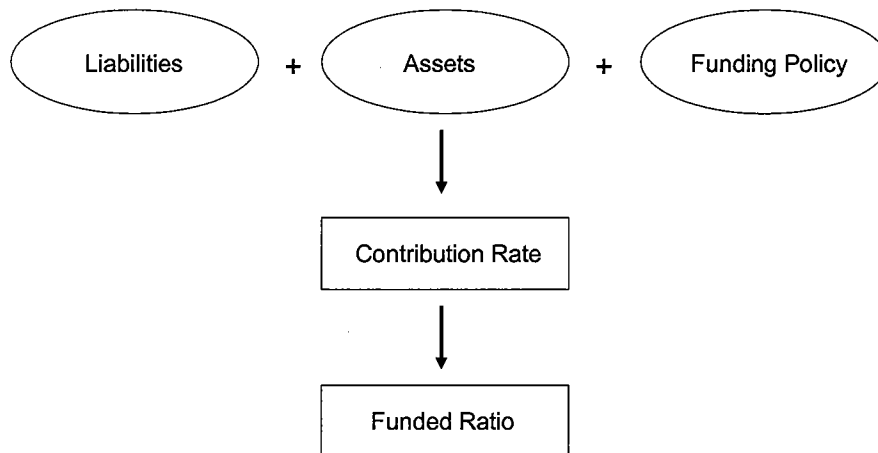 Liabilities + Assets + Funding Policy
Contribution Rate
Funded Ratio